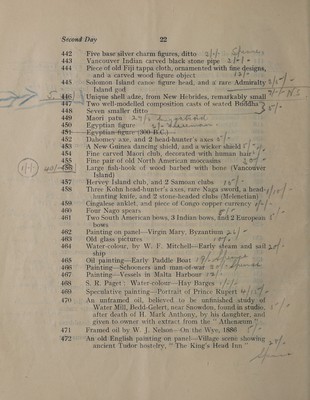 Second Day 22
442 Five base silver charm figures, ditto
443 Vancouver Indian carved black stone pipe
444 Piece of old Fiji tappa cloth, ornamented with fine designs,
and a carved wood figure object
445 Solomon Island canoe figure head, and a rare Admiralty
Island god
446 Unique shell adze, from New Hebrides, remarkably small
447 Two well-modelled composition casts of seated Buddha
448 Seven smaller ditto
449 Maori patu
450 Egyptian figure
451 Egyptian figure (300 B.C.)
452 Dahomey axe, and 2 head-hunter's axes
453 A New Guinea dancing shield, and a wicker shield
454 Fine carved Maori club, decorated with human hair
455 Fine pair of old North American moccasins
456 Large fish-hook of wood barbed with bone (Vancouver
Island)
457 Hervey Island club, and 2 Samoan clubs
458 Three Kohn head-hunter's axes, rare Naga sword, a head-
hunting knife, and 2 stone-headed clubs (Melenetian)
459 Cingalese anklet, and piece of Congo copper currency
460 Four Nago spears
461 Two South American bows, 3 Indian bows, and 2 European
bows
462 Painting on panel—Virgin Mary, Byzantine
463 Old glass pictures
464 Water-colour, by W. F. Mitchell—Early steam and sail
ship
465 Oil painting—Early Paddle Boat
466 Painting—Schooners and man-of-war
467 Painting—Vessels in Malta Harbour
468 S. R. Paget: Water-colour—Hay Barges
469 Speculative painting—Portrait of Prince Rupert
470 An unframed oil, believed to be unfinished study of
Water Mill, Bedd-Gelert, near Snowdon, found in studio,
after death of H. Mark Anthony, by his daughter, and
given to owner with extract from the "Athenæum"
471 Framed oil by W. J. Nelson—On the Wye, 1886
472 An old English painting on panel—Village scene showing
ancient Tudor hostelry, "The King's Head Inn"